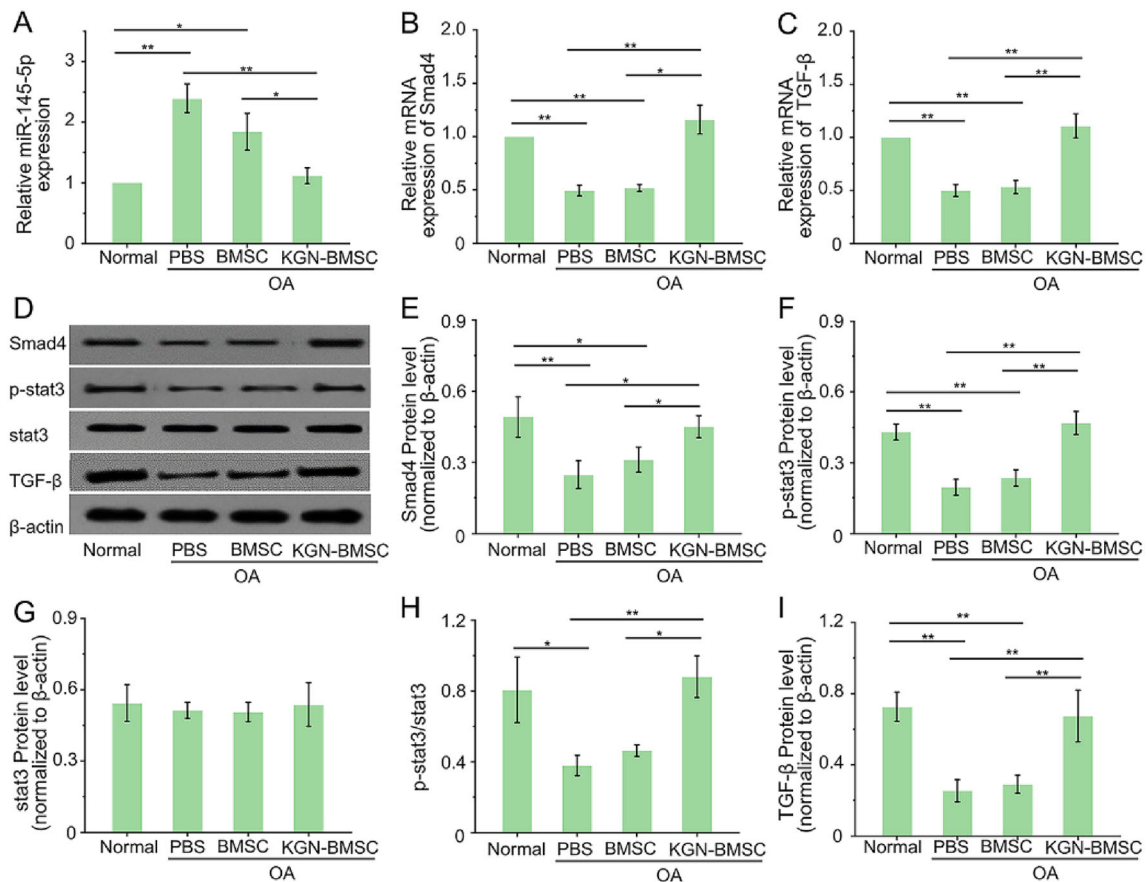 A
Relative miR-145-5p
expression
3
2
1
0
*
**
**
*
Normal PBS BMSC KGN-BMSC
OA
B
Relative mRNA
expression of Smad4
2.0
1.5
1.0
0.5
0
**
*
**
**
Normal PBS BMSC KGN-BMSC
OA
C
Relative mRNA
expression of TGF-β
2.0
1.5
1.0
0.5
0
**
**
**
**
Normal PBS BMSC KGN-BMSC
OA
D
Smad4
p-stat3
stat3
TGF-β
β-actin
Normal PBS BMSC KGN-BMSC
OA
E
Smad4 Protein level
(normalized to β-actin)
0.9
0.6
0.3
0
*
**
*
*
Normal PBS BMSC KGN-BMSC
OA
F
p-stat3 Protein level
(normalized to β-actin)
0.9
0.6
0.3
0
**
**
**
**
Normal PBS BMSC KGN-BMSC
OA
G
stat3 Protein level
(normalized to β-actin)
0.9
0.6
0.3
0
Normal PBS BMSC KGN-BMSC
OA
H
p-stat3/stat3
1.2
0.8
0.4
0
**
*
*
Normal PBS BMSC KGN-BMSC
OA
I
TGF-β Protein level
(normalized to β-actin)
1.2
0.8
0.4
0
**
**
**
**
Normal PBS BMSC KGN-BMSC
OA